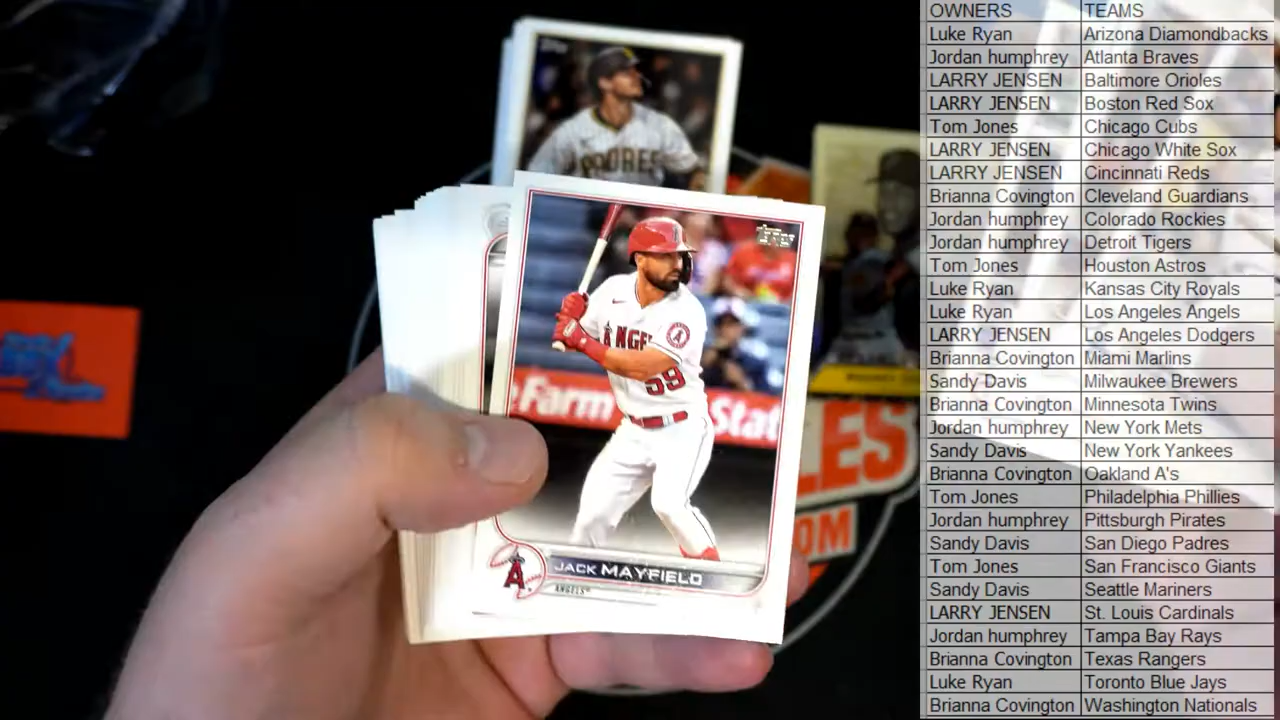 OWNERS TEAMS
Luke Ryan Arizona Diamondbacks
Jordan humphrey Atlanta Braves
LARRY JENSEN Baltimore Orioles
LARRY JENSEN Boston Red Sox
Tom Jones Chicago Cubs
LARRY JENSEN Chicago White Sox
LARRY JENSEN Cincinnati Reds
Brianna Covington Cleveland Guardians
Jordan humphrey Colorado Rockies
Jordan humphrey Detroit Tigers
Tom Jones Houston Astros
Luke Ryan Kansas City Royals
Luke Ryan Los Angeles Angels
LARRY JENSEN Los Angeles Dodgers
Brianna Covington Miami Marlins
Sandy Davis Milwaukee Brewers
Brianna Covington Minnesota Twins
Jordan humphrey New York Mets
Sandy Davis New York Yankees
Brianna Covington Oakland A's
Tom Jones Philadelphia Phillies
Jordan humphrey Pittsburgh Pirates
Sandy Davis San Diego Padres
Tom Jones San Francisco Giants
Sandy Davis Seattle Mariners
LARRY JENSEN St. Louis Cardinals
Jordan humphrey Tampa Bay Rays
Brianna Covington Texas Rangers
Luke Ryan Toronto Blue Jays
Brianna Covington Washington Nationals
PADRES
ANGE
59
Farm Stat
A
JACK MAYFIELD
ANGELS
LES
OM